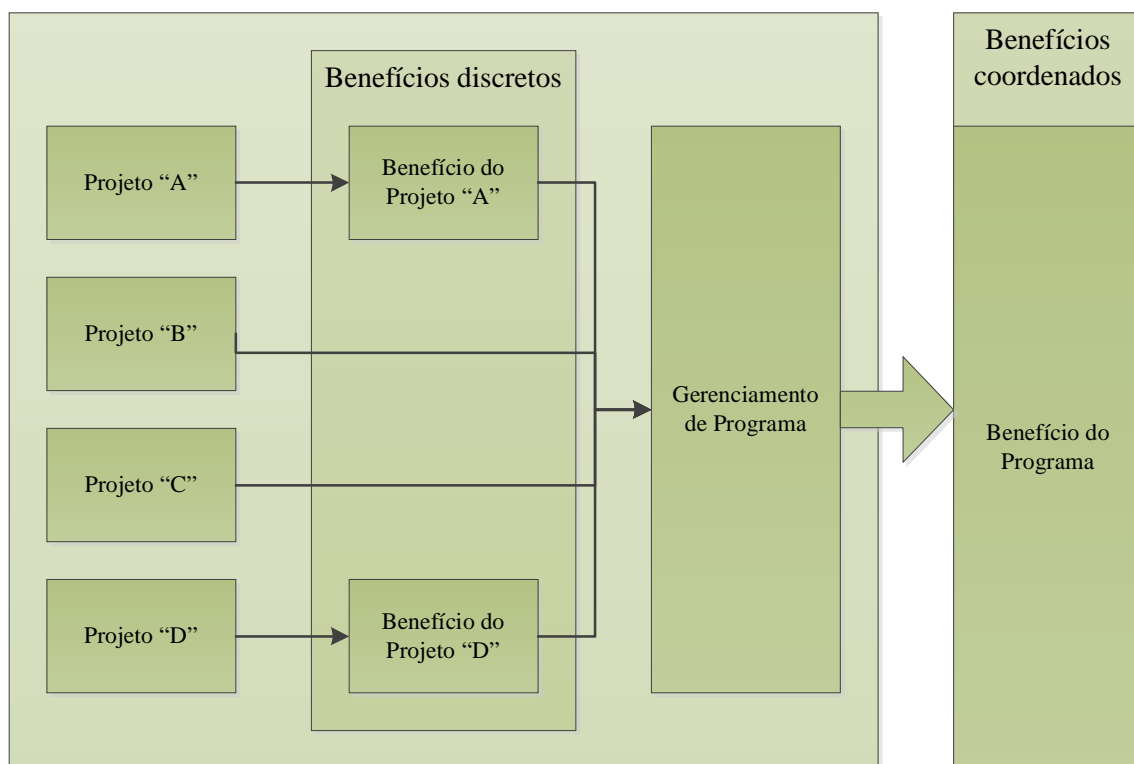 Benefícios
coordenados
Benefícios discretos
Projeto “A”
Benefício do
Projeto “A”
Projeto “B”
Gerenciamento
de Programa
Benefício do
Programa
Projeto “C”
Projeto “D”
Benefício do
Projeto “D”